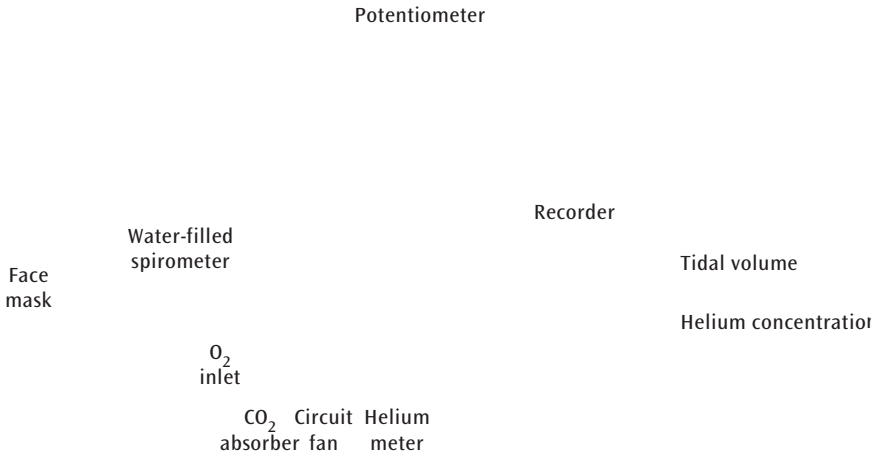 Potentiometer
Recorder
Water-filled
spirometer
Tidal volume
Face
mask
Helium concentration
O₂
inlet
CO₂ Circuit Helium
absorber fan meter